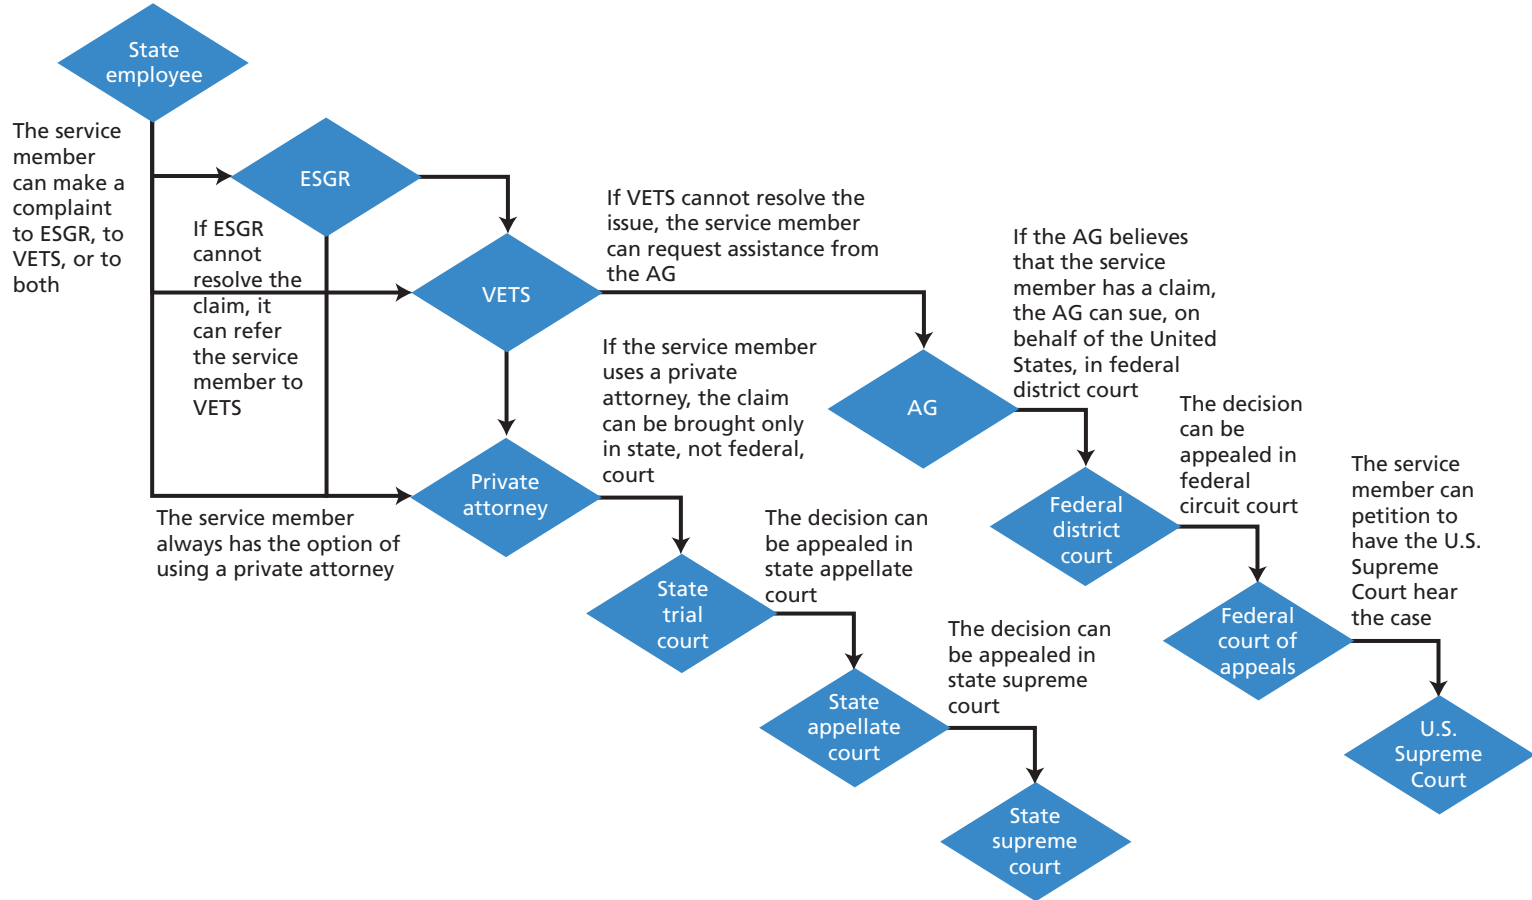 State
employee
The service
member
can make a
complaint
to ESGR, to
VETS, or to
both
ESGR
If ESGR
cannot
resolve the
claim, it
can refer
the service
member to
VETS
VETS
If VETS cannot resolve the
issue, the service member
can request assistance from
the AG
If the service member
uses a private
attorney, the claim
can be brought only
in state, not federal,
court
Private
attorney
The service member
always has the option of
using a private attorney
AG
If the AG believes
that the service
member has a claim,
the AG can sue, on
behalf of the United
States, in federal
district court
Federal
district
court
The decision
can be
appealed in
federal
circuit court
Federal
court of
appeals
The service
member can
petition to
have the U.S.
Supreme
Court hear
the case
U.S.
Supreme
Court
State
trial
court
The decision can
be appealed in
state appellate
court
State
appellate
court
The decision can
be appealed in
state supreme
court
State
supreme
court